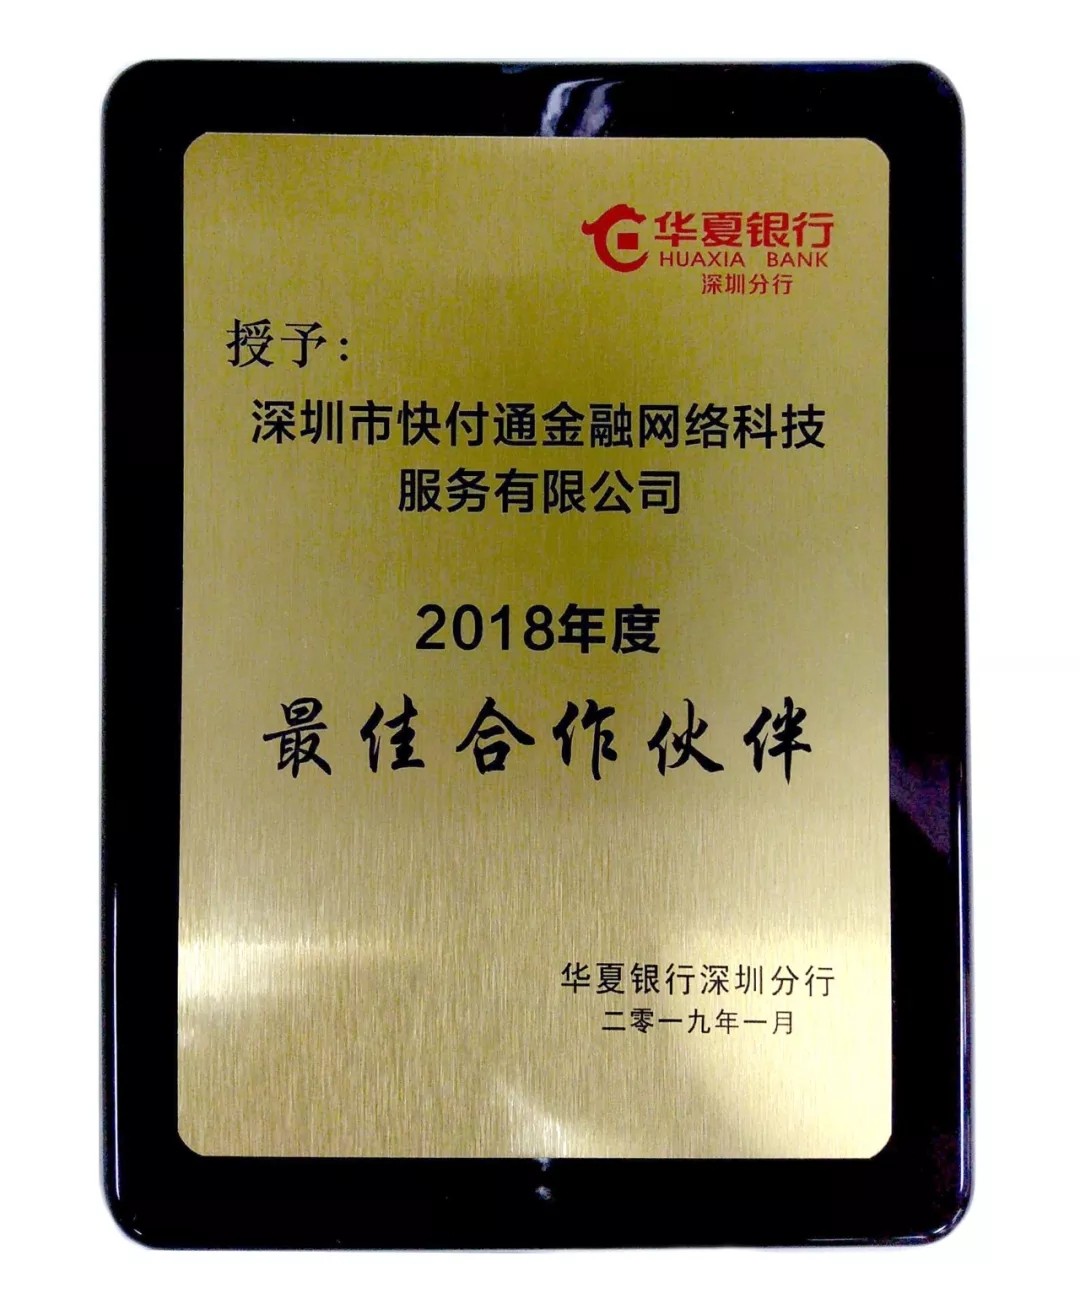 华夏银行
HUAXIA BANK
深圳分行
授予：
深圳市快付通金融网络科技
服务有限公司
2018年度
最佳合作伙伴
华夏银行深圳分行
二零一九年一月